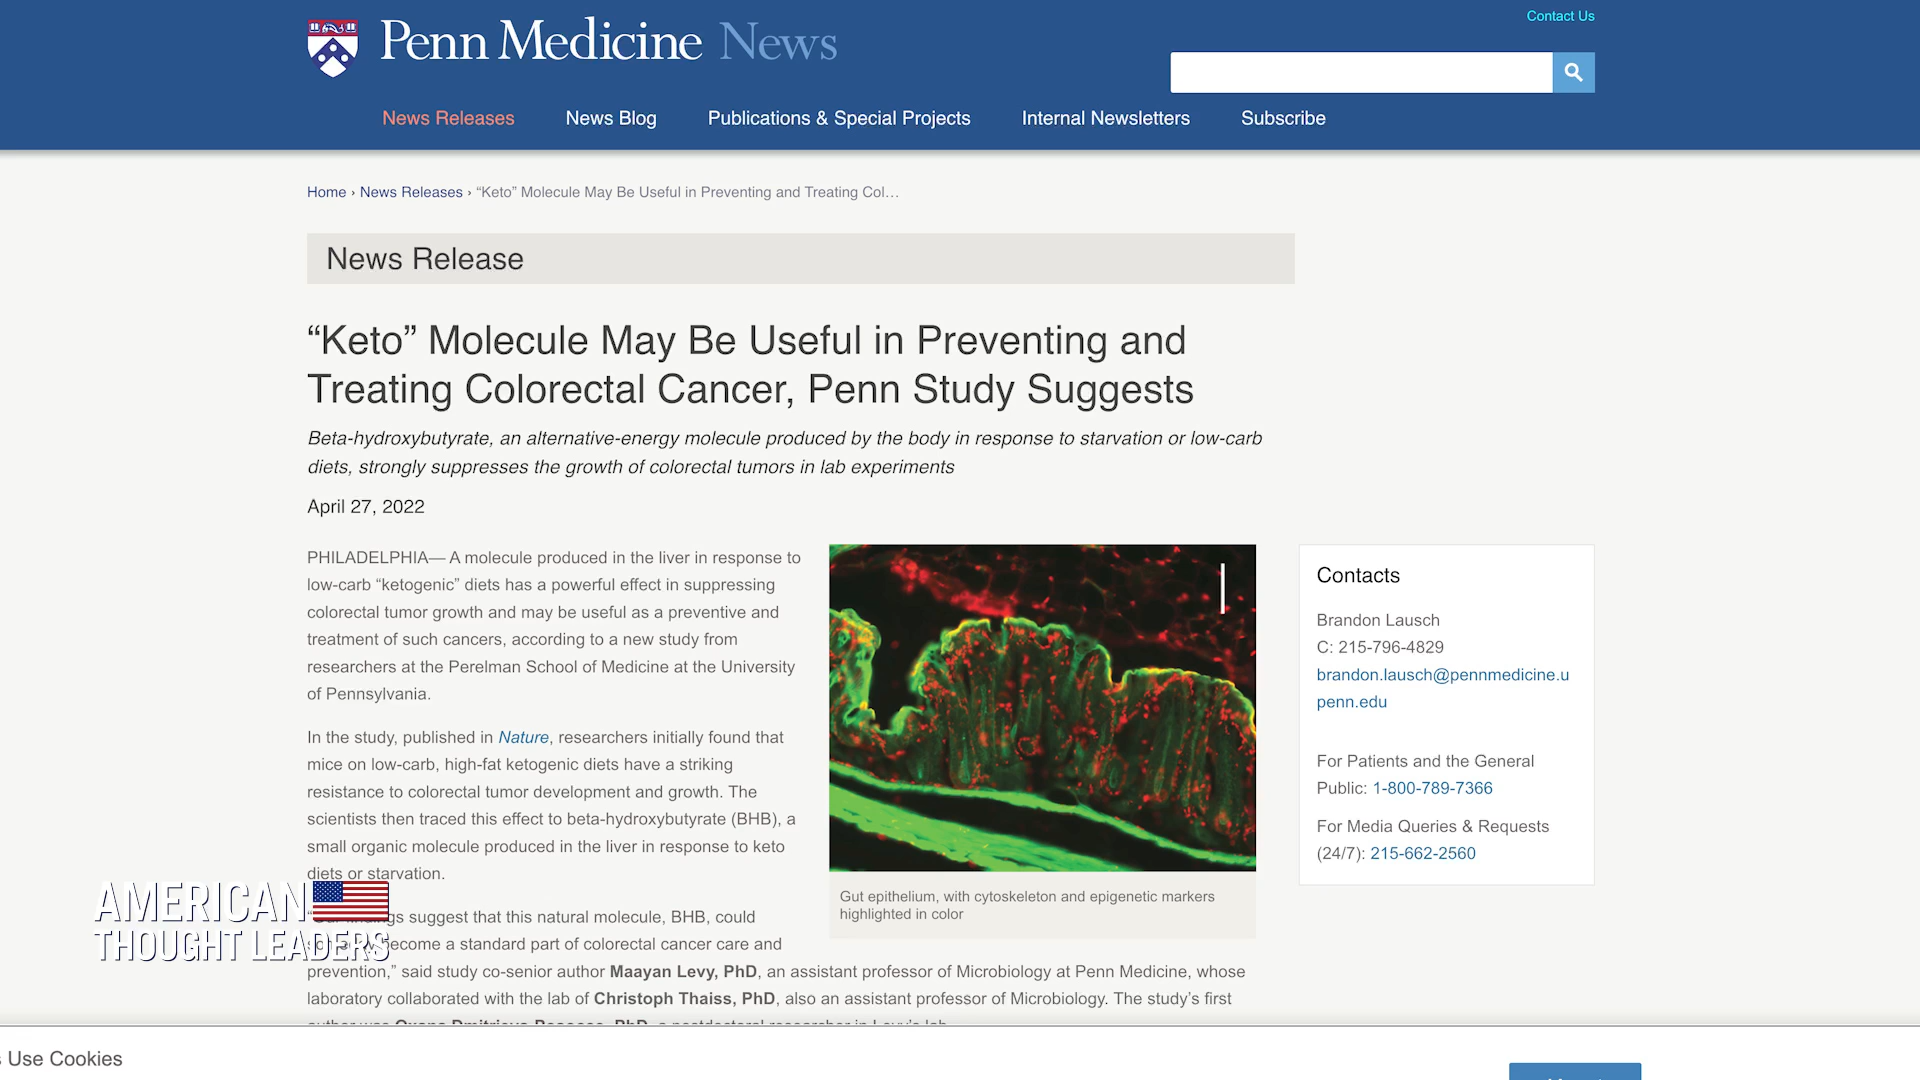 Contact Us
Penn Medicine News
News Releases News Blog Publications & Special Projects Internal Newsletters Subscribe
Home › News Releases › “Keto” Molecule May Be Useful in Preventing and Treating Col…
News Release
“Keto” Molecule May Be Useful in Preventing and
Treating Colorectal Cancer, Penn Study Suggests
Beta-hydroxybutyrate, an alternative-energy molecule produced by the body in response to starvation or low-carb
diets, strongly suppresses the growth of colorectal tumors in lab experiments
April 27, 2022
PHILADELPHIA— A molecule produced in the liver in response to
low-carb “ketogenic” diets has a powerful effect in suppressing
colorectal tumor growth and may be useful as a preventive and
treatment of such cancers, according to a new study from
researchers at the Perelman School of Medicine at the University
of Pennsylvania.
In the study, published in Nature, researchers initially found that
mice on low-carb, high-fat ketogenic diets have a striking
resistance to colorectal tumor development and growth. The
scientists then traced this effect to beta-hydroxybutyrate (BHB), a
small organic molecule produced in the liver in response to keto
diets or starvation.
suggest that this natural molecule, BHB, could
become a standard part of colorectal cancer care and
prevention,” said study co-senior author Maayan Levy, PhD, an assistant professor of Microbiology at Penn Medicine, whose
laboratory collaborated with the lab of Christoph Thaiss, PhD, also an assistant professor of Microbiology. The study’s first
Gut epithelium, with cytoskeleton and epigenetic markers
highlighted in color
Contacts
Brandon Lausch
C: 215-796-4829
brandon.lausch@pennmedicine.u
penn.edu
For Patients and the General
Public: 1-800-789-7366
For Media Queries & Requests
(24/7): 215-662-2560
AMERICAN
THOUGHT LEADERS
Use Cookies